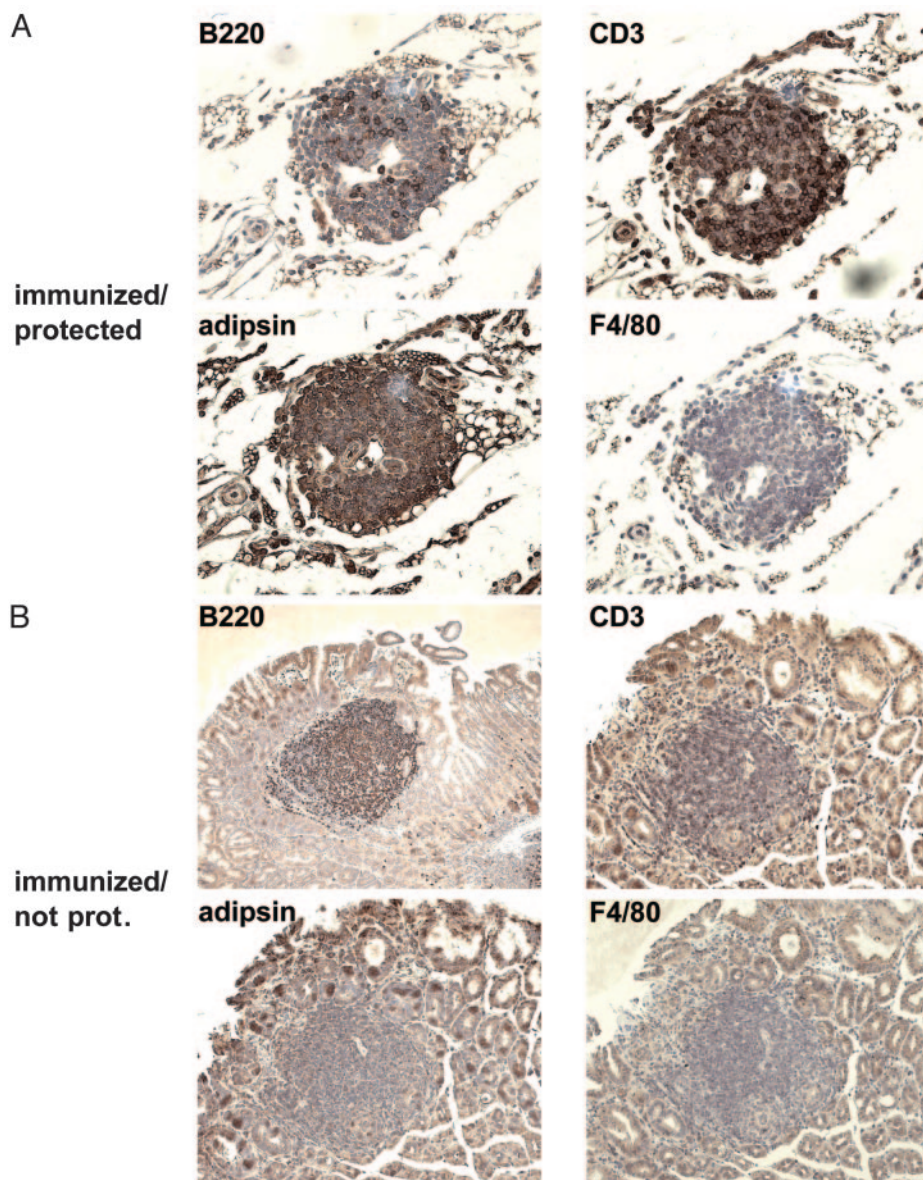 A
B220
CD3
immunized/
protected
adipsin
F4/80
B
B220
CD3
immunized/
not prot.
adipsin
F4/80